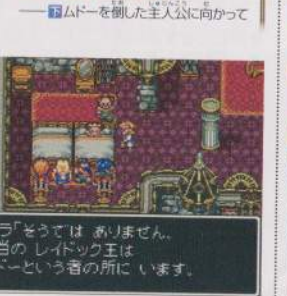 ――下ムドーを倒した主人公に向かって
ラ「そうでは ありません。
当の レイドック王は
ーという者の所に います。